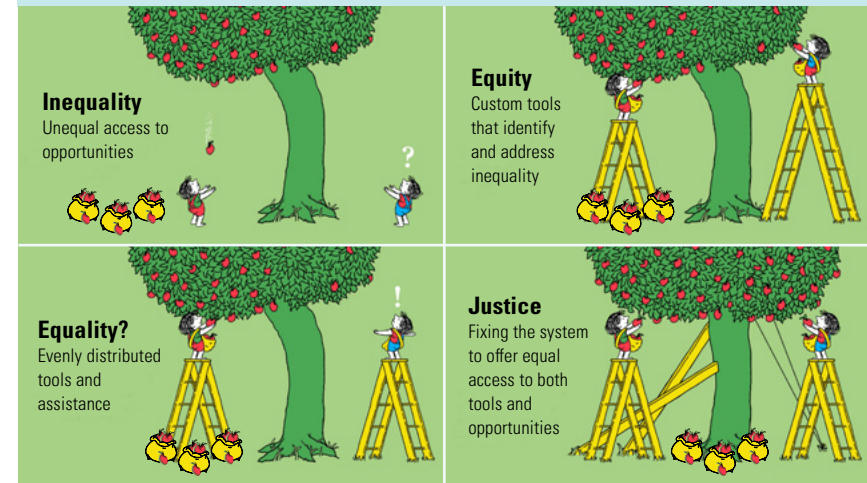 Inequality
Unequal access to
opportunities
?
Equity
Custom tools
that identify
and address
inequality
Equality?
Evenly distributed
tools and
assistance
!
Justice
Fixing the system
to offer equal
access to both
tools and
opportunities